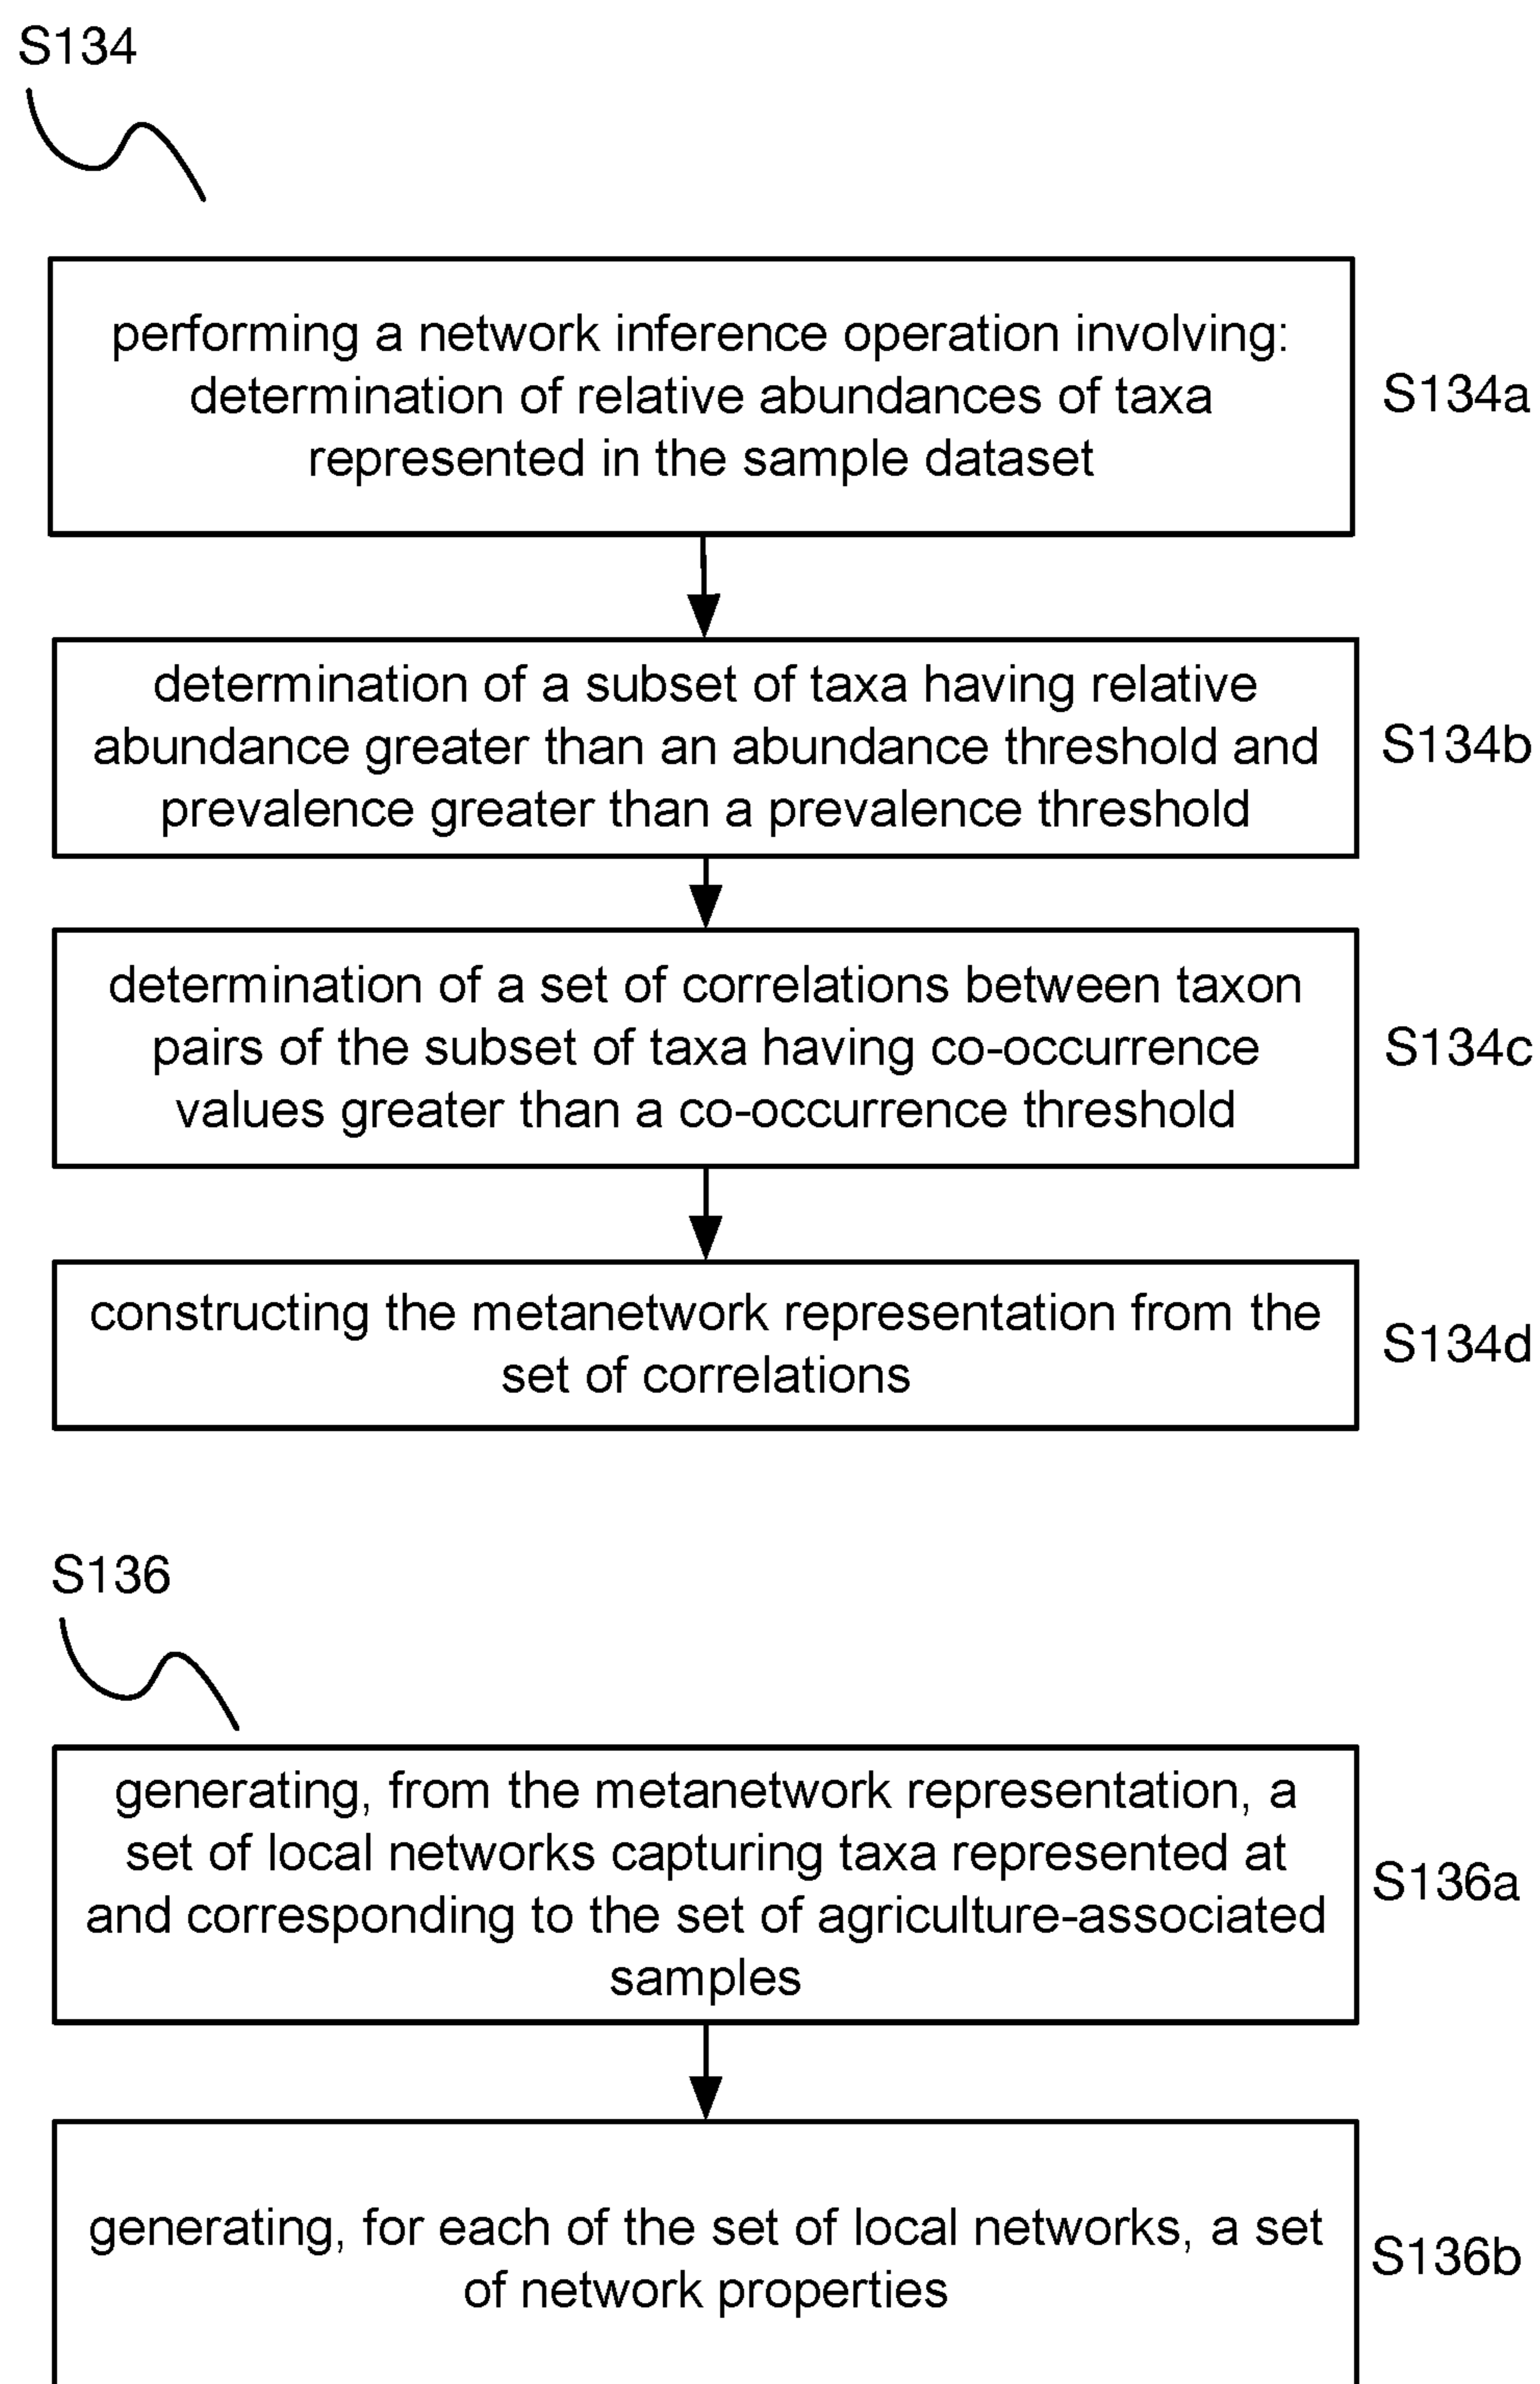 S134
performing a network inference operation involving:
determination of relative abundances of taxa
represented in the sample dataset
S134a
determination of a subset of taxa having relative
abundance greater than an abundance threshold and
prevalence greater than a prevalence threshold
S134b
determination of a set of correlations between taxon
pairs of the subset of taxa having co-occurrence
values greater than a co-occurrence threshold
S134c
constructing the metanetwork representation from the
set of correlations
S134d
S136
generating, from the metanetwork representation, a
set of local networks capturing taxa represented at
and corresponding to the set of agriculture-associated
samples
S136a
generating, for each of the set of local networks, a set
of network properties
S136b